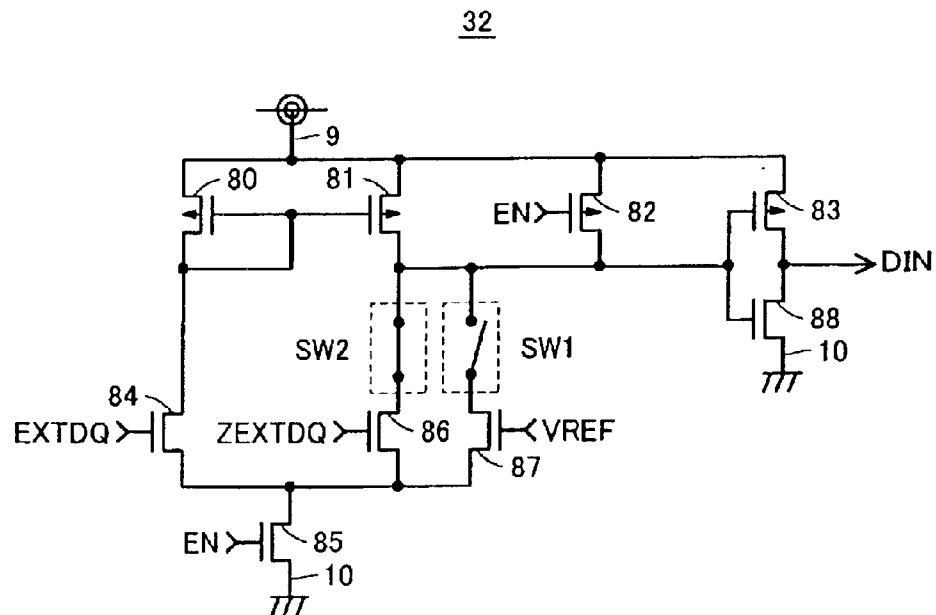 32
9
80
81
EN
82
83
DIN
SW2
SW1
88
10
84
EXTDQ
ZEXTDQ
86
VREF
87
EN
85
10